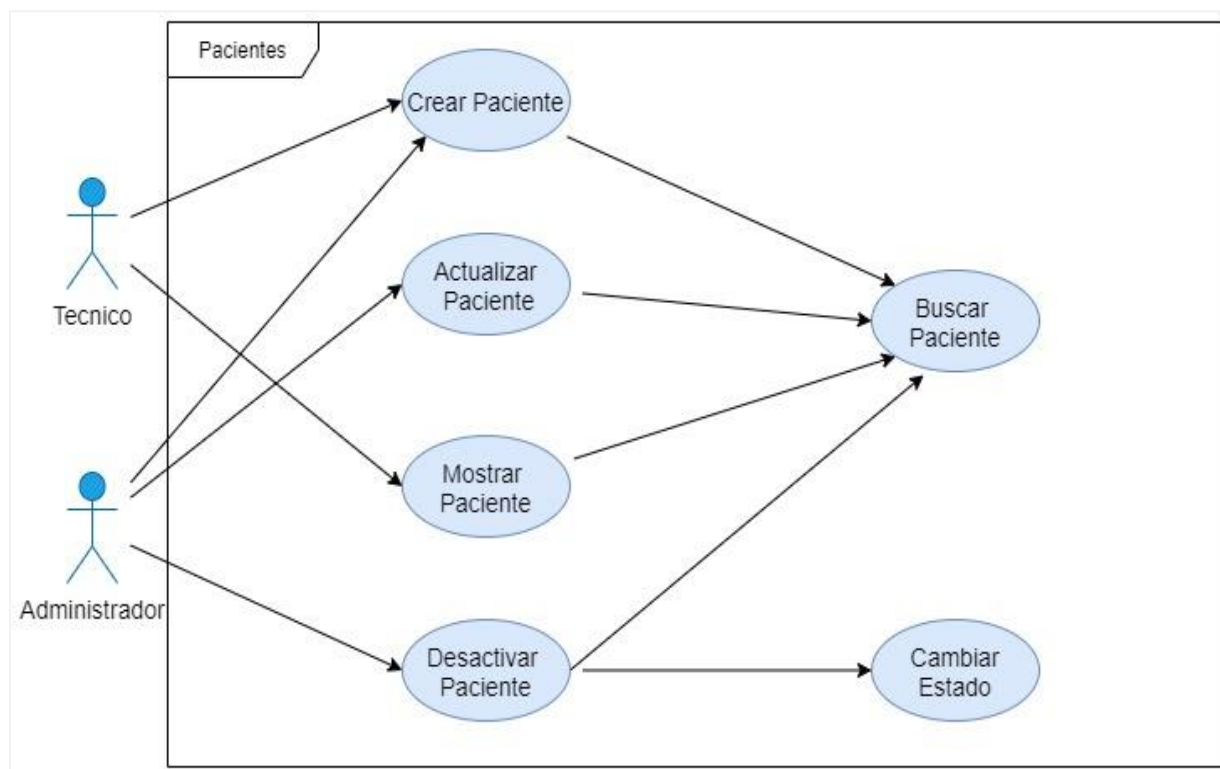 Pacientes
Crear Paciente
Tecnico
Actualizar
Paciente
Buscar
Paciente
Mostrar
Paciente
Administrador
Desactivar
Paciente
Cambiar
Estado